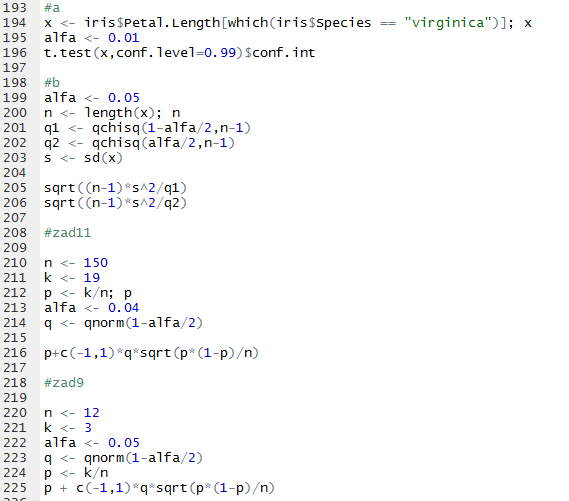 193 #a
194 x <- iris$Petal.Length[which(iris$Species == "virginica")]; x
195 alfa <- 0.01
196 t.test(x,conf.level=0.99)$conf.int
197
198 #b
199 alfa <- 0.05
200 n <- length(x); n
201 q1 <- qchisq(1-alfa/2,n-1)
202 q2 <- qchisq(alfa/2,n-1)
203 s <- sd(x)
204
205 sqrt((n-1)*s^2/q1)
206 sqrt((n-1)*s^2/q2)
207
208 #zad11
209
210 n <- 150
211 k <- 19
212 p <- k/n; p
213 alfa <- 0.04
214 q <- qnorm(1-alfa/2)
215
216 p+c(-1,1)*q*sqrt(p*(1-p)/n)
217
218 #zad9
219
220 n <- 12
221 k <- 3
222 alfa <- 0.05
223 q <- qnorm(1-alfa/2)
224 p <- k/n
225 p + c(-1,1)*q*sqrt(p*(1-p)/n)